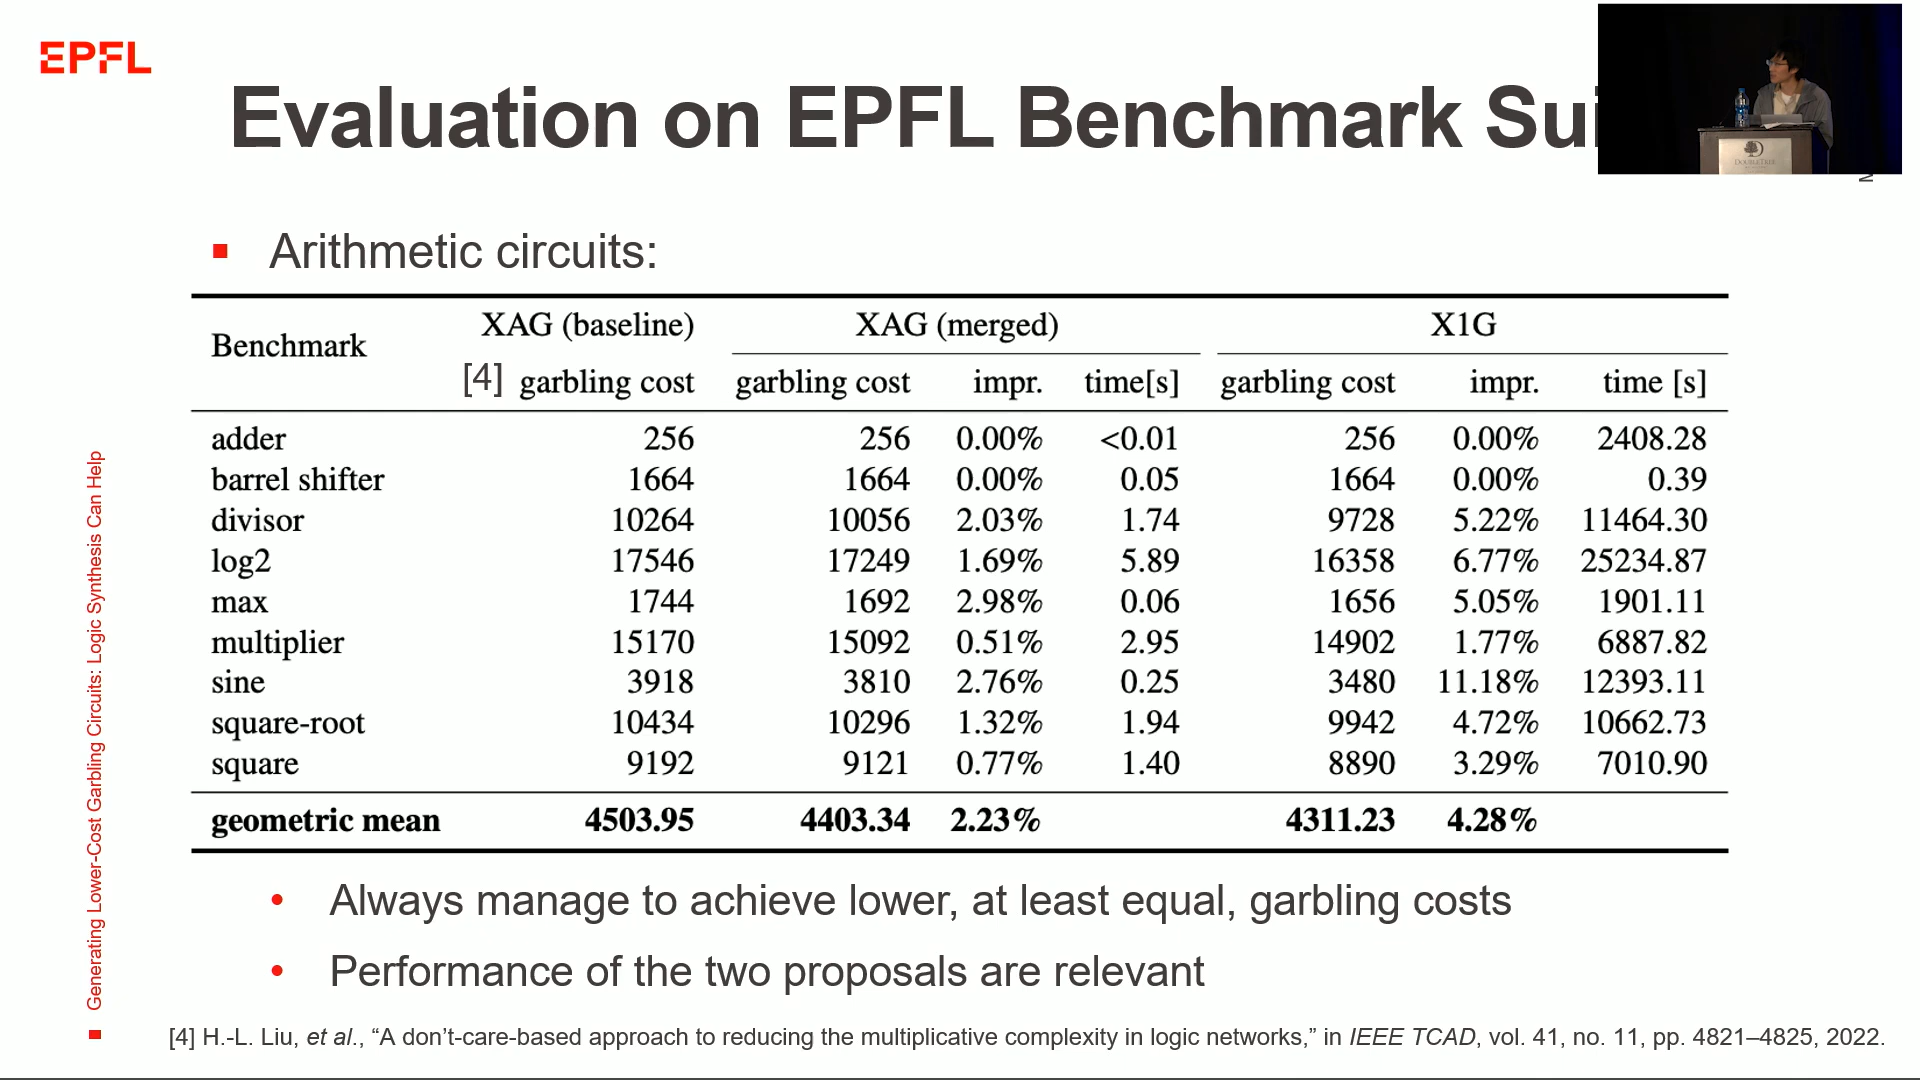 EPFL
Evaluation on EPFL Benchmark
Arithmetic circuits:
Benchmark XAG (baseline) XAG (merged) X1G
[4] garbling cost garbling cost impr. time[s] garbling cost impr. time [s]
adder 256 256 0.00% <0.01 256 0.00% 2408.28
barrel shifter 1664 1664 0.00% 0.05 1664 0.00% 0.39
divisor 10264 10056 2.03% 1.74 9728 5.22% 11464.30
log2 17546 17249 1.69% 5.89 16358 6.77% 25234.87
max 1744 1692 2.98% 0.06 1656 5.05% 1901.11
multiplier 15170 15092 0.51% 2.95 14902 1.77% 6887.82
sine 3918 3810 2.76% 0.25 3480 11.18% 12393.11
square-root 10434 10296 1.32% 1.94 9942 4.72% 10662.73
square 9192 9121 0.77% 1.40 8890 3.29% 7010.90
geometric mean 4503.95 4403.34 2.23% 4311.23 4.28%
• Always manage to achieve lower, at least equal, garbling costs
• Performance of the two proposals are relevant
[4] H.-L. Liu, et al., “A don’t-care-based approach to reducing the multiplicative complexity in logic networks,” in IEEE TCAD, vol. 41, no. 11, pp. 4821–4825, 2022.
Generating Lower-Cost Garbling Circuits: Logic Synthesis Can Help
DOUBLETREE